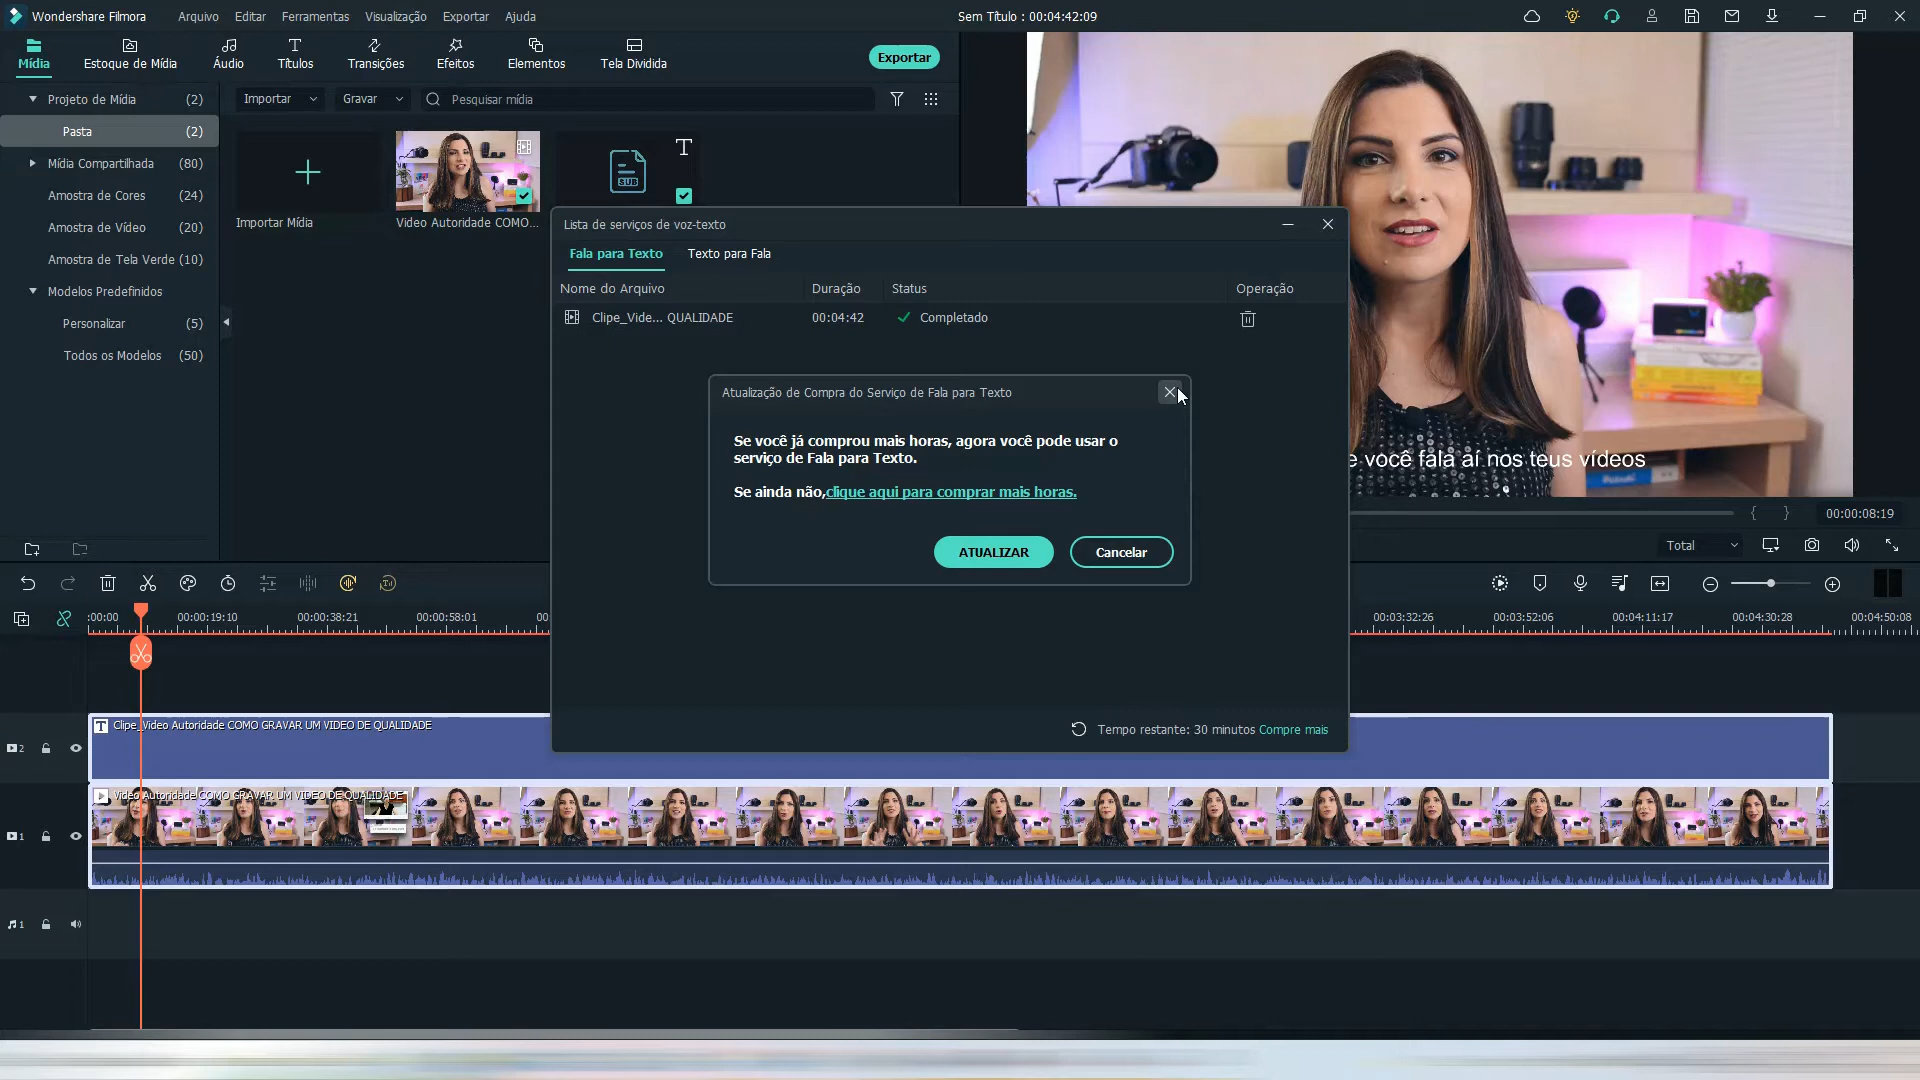 Wondershare Filmora
Arquivo
Editar
Ferramentas
Visualização
Exportar
Ajuda
Sem Título : 00:04:42:09
Mídia
Estoque de Mídia
Áudio
Títulos
Transições
Efeitos
Elementos
Tela Dividida
Exportar
Projeto de Mídia (2)
Pasta (2)
Mídia Compartilhada (80)
Amostra de Cores (24)
Amostra de Vídeo (20)
Amostra de Tela Verde (10)
Modelos Predefinidos
Personalizar (5)
Todos os Modelos (50)
Importar
Gravar
Pesquisar mídia
Importar Mídia
Video Autoridade COMO...
SUB
T
Lista de serviços de voz-texto
Fala para Texto
Texto para Fala
Nome do Arquivo
Duração
Status
Operação
Clipe_Vide... QUALIDADE
00:04:42
Completado
Atualização de Compra do Serviço de Fala para Texto
Se você já comprou mais horas, agora você pode usar o
serviço de Fala para Texto.
Se ainda não,clique aqui para comprar mais horas.
ATUALIZAR
Cancelar
Tempo restante: 30 minutos Compre mais
e você fala aí nos teus vídeos
{ }
00:00:08:19
Total
:00:00
00:00:19:10
00:00:38:21
00:00:58:01
00
00:03:32:26
00:03:52:06
00:04:11:17
00:04:30:28
00:04:50:08
2
T Clipe_Video Autoridade COMO GRAVAR UM VIDEO DE QUALIDADE
1
Video Autoridade COMO GRAVAR UM VIDEO DE QUALIDADE
1